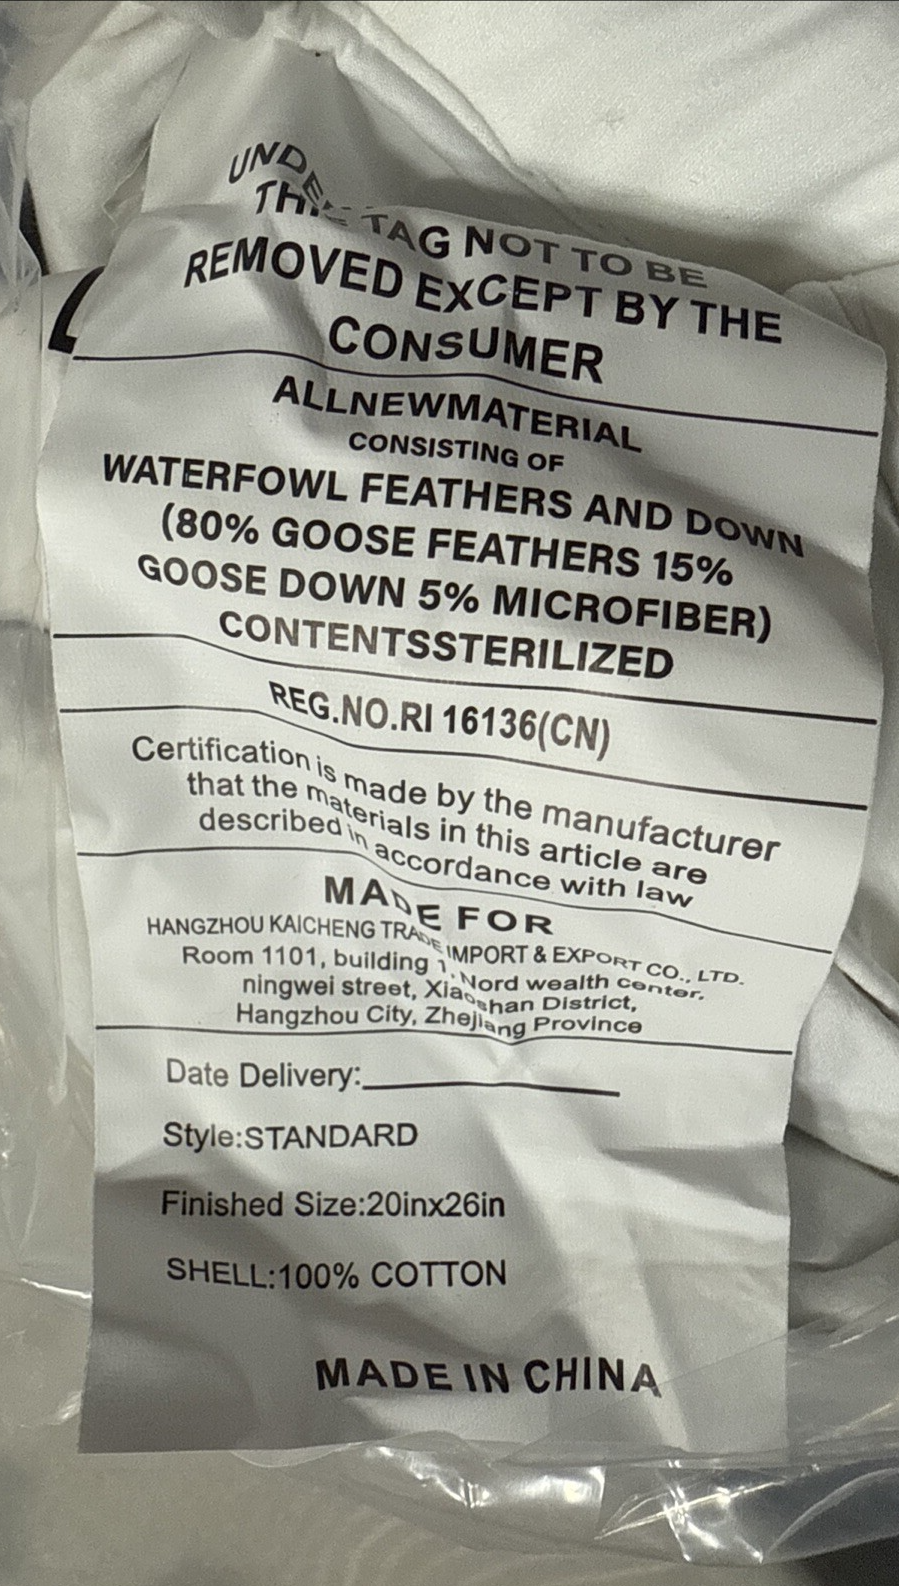 UNDE
TAG NOT TO BE
REMOVED EXCEPT BY THE
CONSUMER
ALLNEWMATERIAL
CONSISTING OF
WATERFOWL FEATHERS AND DOWN
(80% GOOSE FEATHERS 15%
GOOSE DOWN 5% MICROFIBER)
CONTENTSSTERILIZED
REG.NO.RI 16136(CN)
Certification is made by the manufacturer
that the materials in this article are
described in accordance with law
MADE FOR
HANGZHOU KAICHENG TRADE IMPORT & EXPORT CO., LTD.
Room 1101, building 1, Nord wealth center,
ningwei street, Xiaoshan District,
Hangzhou City, Zhejiang Province
Date Delivery:
Style:STANDARD
Finished Size:20inx26in
SHELL:100% COTTON
MADE IN CHINA